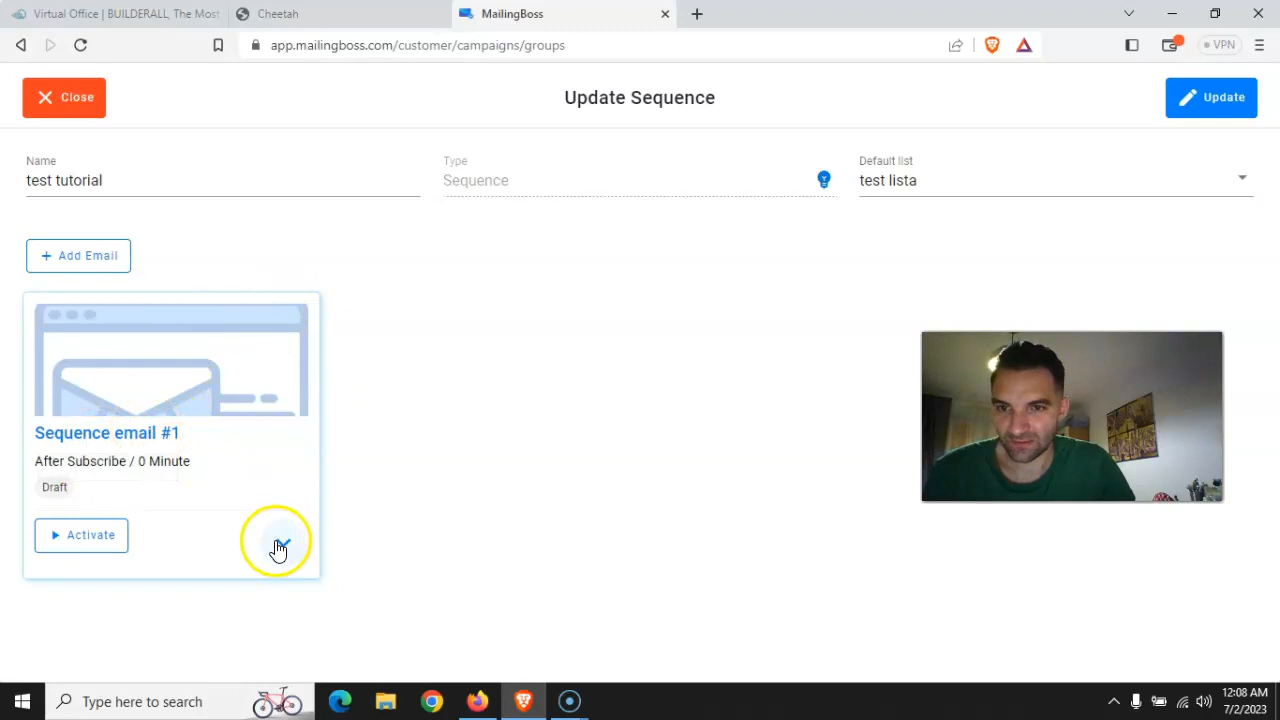 Virtual Office | BUILDERALL, The Most
Cheetah
MailingBoss
app.mailingboss.com/customer/campaigns/groups
VPN
Close
Update Sequence
Update
Name
test tutorial
Type
Sequence
Default list
test lista
+ Add Email
Sequence email #1
After Subscribe / 0 Minute
Draft
Activate
Type here to search
12:08 AM
7/2/2023